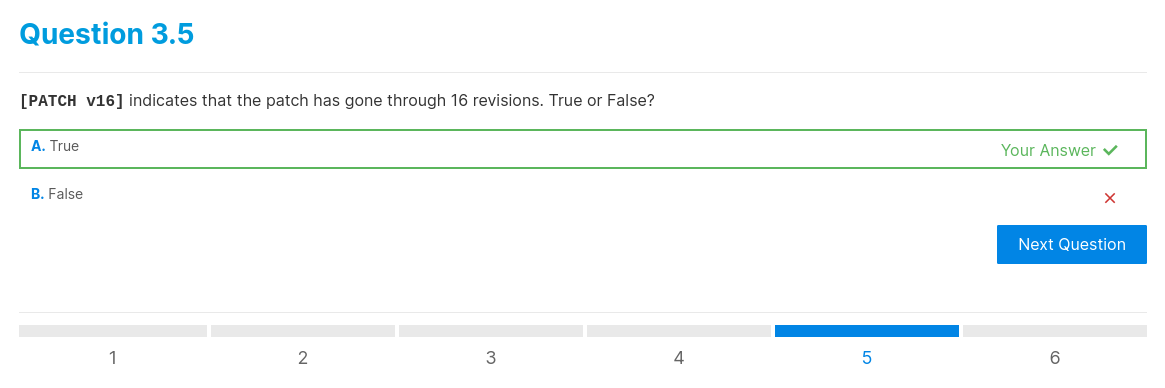 Question 3.5
[PATCH v16] indicates that the patch has gone through 16 revisions. True or False?
A. True
Your Answer ✓
B. False
✕
Next Question
1 2 3 4 5 6